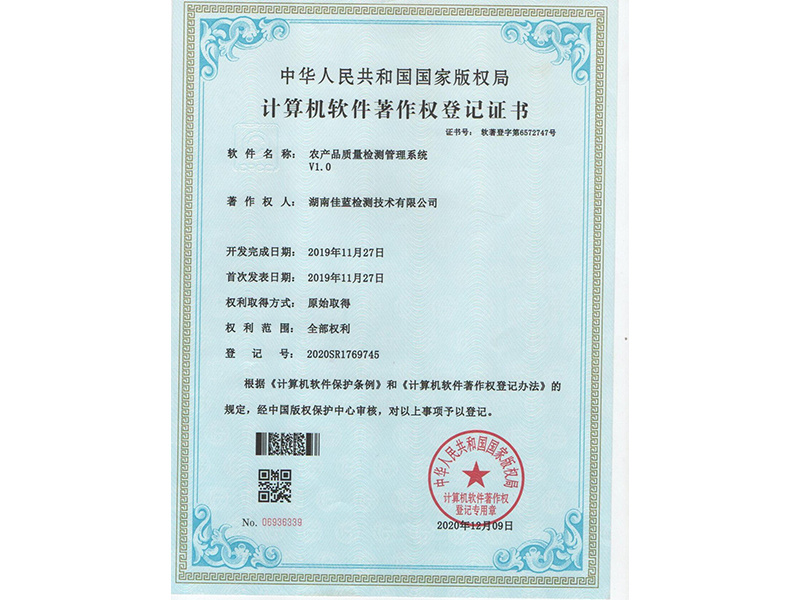 中华人民共和国国家版权局
计算机软件著作权登记证书
证书号： 软著登字第6572747号
软件名称： 农产品质量检测管理系统
V1.0
著作权人： 湖南佳蓝检测技术有限公司
开发完成日期： 2019年11月27日
首次发表日期： 2019年11月27日
权利取得方式： 原始取得
权利范围： 全部权利
登记号： 2020SR1769745
根据《计算机软件保护条例》和《计算机软件著作权登记办法》的
规定，经中国版权保护中心审核，对以上事项予以登记。
中华人民共和国国家版权局
计算机软件著作权
登记专用章
No. 06936339
2020年12月09日